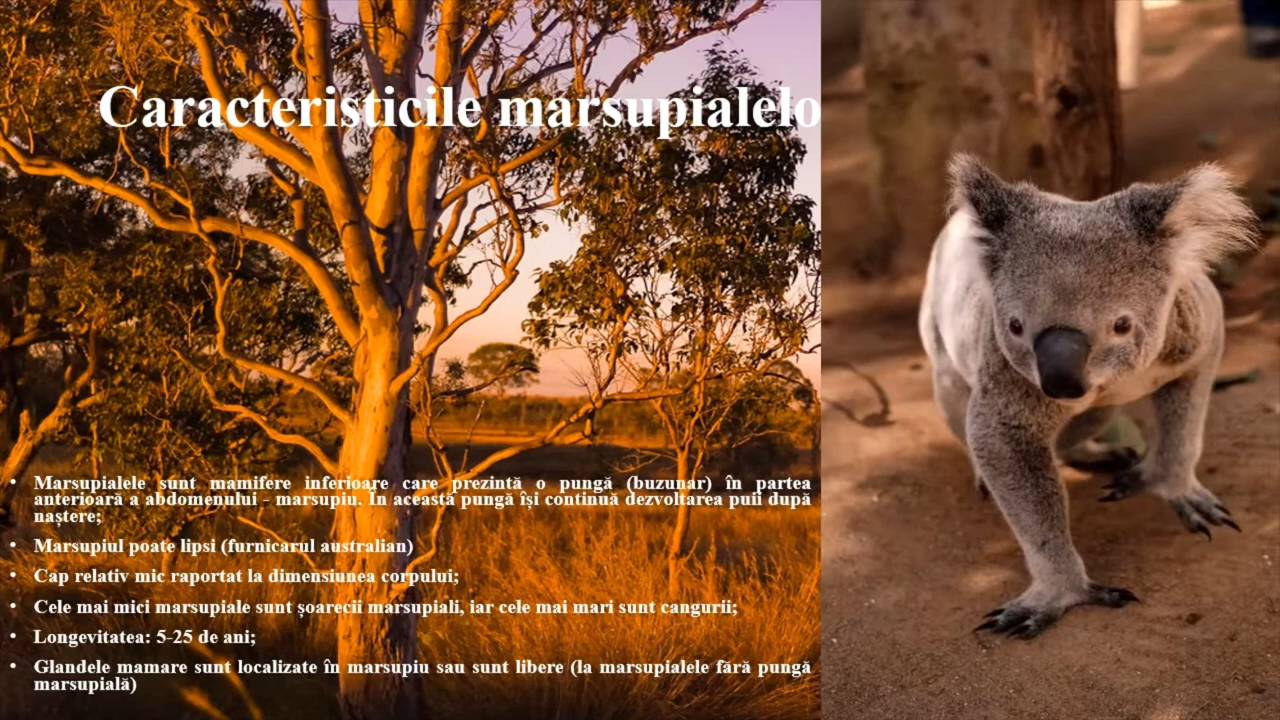 Caracteristicile marsupialelo
• Marsupialele sunt mamifere inferioare care prezintă o pungă (buzunar) în partea
anterioară a abdomenului - marsupiu. În această pungă își continuă dezvoltarea puii după
naștere;
• Marsupiul poate lipsi (furnicarul australian)
• Cap relativ mic raportat la dimensiunea corpului;
• Cele mai mici marsupiale sunt șoarecii marsupiali, iar cele mai mari sunt cangurii;
• Longevitatea: 5-25 de ani;
• Glandele mamare sunt localizate în marsupiu sau sunt libere (la marsupialele fără pungă
marsupială)